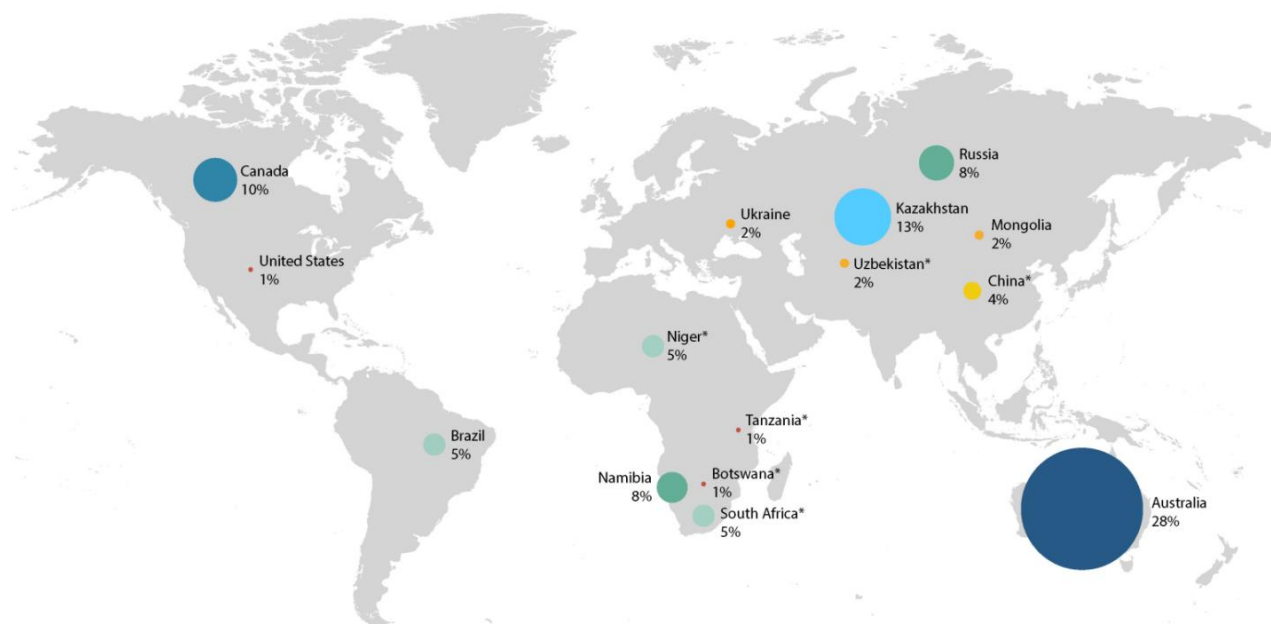 Canada
10%
United States
1%
Brazil
5%
Ukraine
2%
Russia
8%
Kazakhstan
13%
Mongolia
2%
Uzbekistan*
2%
China*
4%
Niger*
5%
Tanzania*
1%
Namibia
8%
Botswana*
1%
South Africa*
5%
Australia
28%